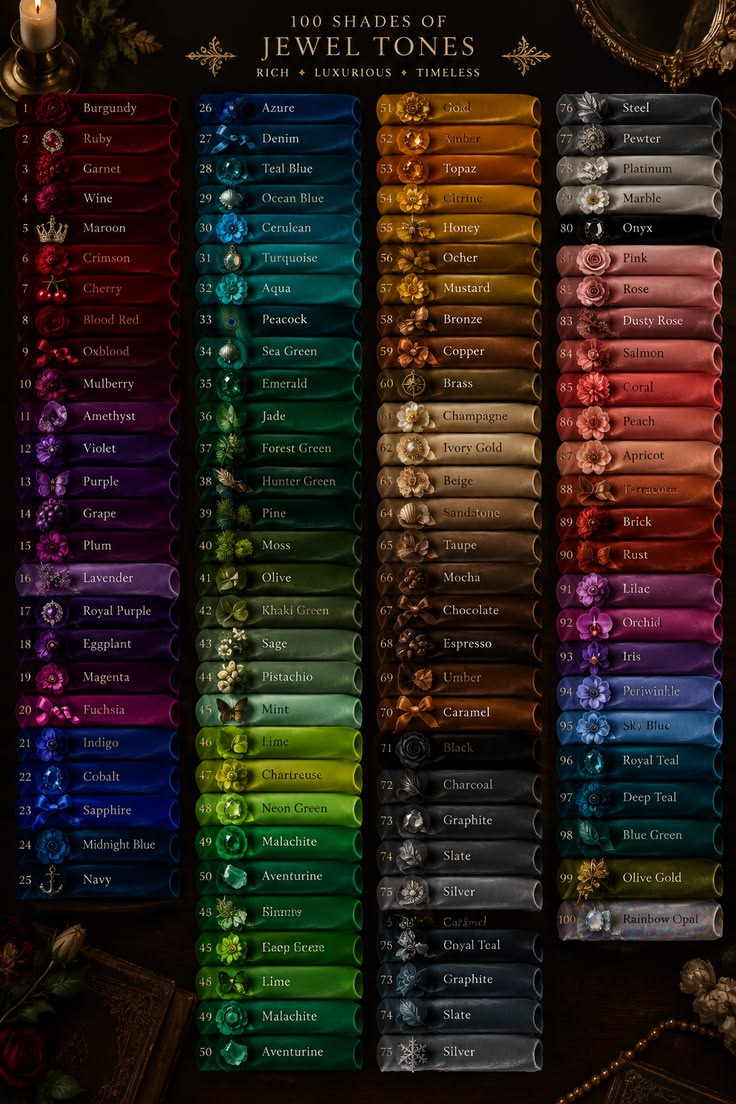 100 SHADES OF
JEWEL TONES
RICH ✦ LUXURIOUS ✦ TIMELESS
1 Burgundy
2 Ruby
3 Garnet
4 Wine
5 Maroon
6 Crimson
7 Cherry
8 Blood Red
9 Oxblood
10 Mulberry
11 Amethyst
12 Violet
13 Purple
14 Grape
15 Plum
16 Lavender
17 Royal Purple
18 Eggplant
19 Magenta
20 Fuchsia
21 Indigo
22 Cobalt
23 Sapphire
24 Midnight Blue
25 Navy
26 Azure
27 Denim
28 Teal Blue
29 Ocean Blue
30 Cerulean
31 Turquoise
32 Aqua
33 Peacock
34 Sea Green
35 Emerald
36 Jade
37 Forest Green
38 Hunter Green
39 Pine
40 Moss
41 Olive
42 Khaki Green
43 Sage
44 Pistachio
45 Mint
46 Lime
47 Chartreuse
48 Neon Green
49 Malachite
50 Aventurine
45
46 Lime
49 Malachite
50 Aventurine
51 Gold
52 Amber
53 Topaz
54 Citrine
55 Honey
56 Ocher
57 Mustard
58 Bronze
59 Copper
60 Brass
61 Champagne
62 Ivory Gold
63 Beige
64 Sandstone
65 Taupe
66 Mocha
67 Chocolate
68 Espresso
69 Umber
70 Caramel
71 Black
72 Charcoal
73 Graphite
74 Slate
75 Silver
Teal
73 Graphite
74 Slate
75 Silver
76 Steel
77 Pewter
78 Platinum
79 Marble
80 Onyx
81 Pink
82 Rose
83 Dusty Rose
84 Salmon
85 Coral
86 Peach
87 Apricot
88 Terracotta
89 Brick
90 Rust
91 Lilac
92 Orchid
93 Iris
94 Periwinkle
95 Sky Blue
96 Royal Teal
97 Deep Teal
98 Blue Green
99 Olive Gold
100 Rainbow Opal